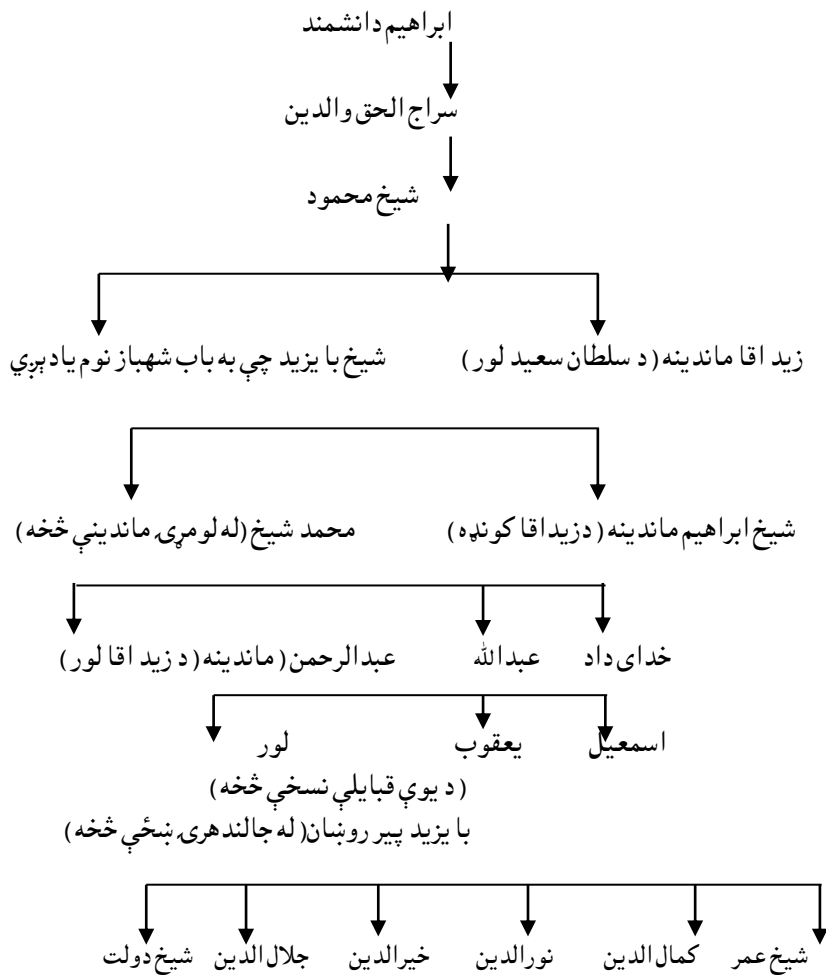 ابراهیم دانشمند
سراج الحق والدین
شیخ محمود
زید اقا ماندینه (د سلطان سعید لور) شیخ با یزید چې به باب شهباز نوم یادېږي
شیخ ابراهیم ماندینه (دزیداقا کونډه) محمد شیخ (له لومړۍ ماندینې څخه)
خدای داد عبدالله عبدالرحمن (ماندینه (د زید اقا لور)
اسمعیل یعقوب لور
(د یوې قبایلې نسخې څخه)
با یزید پیر روښان (له جالندهرۍ ښځې څخه)
شیخ عمر کمال الدین نورالدین خیرالدین جلال الدین شیخ دولت